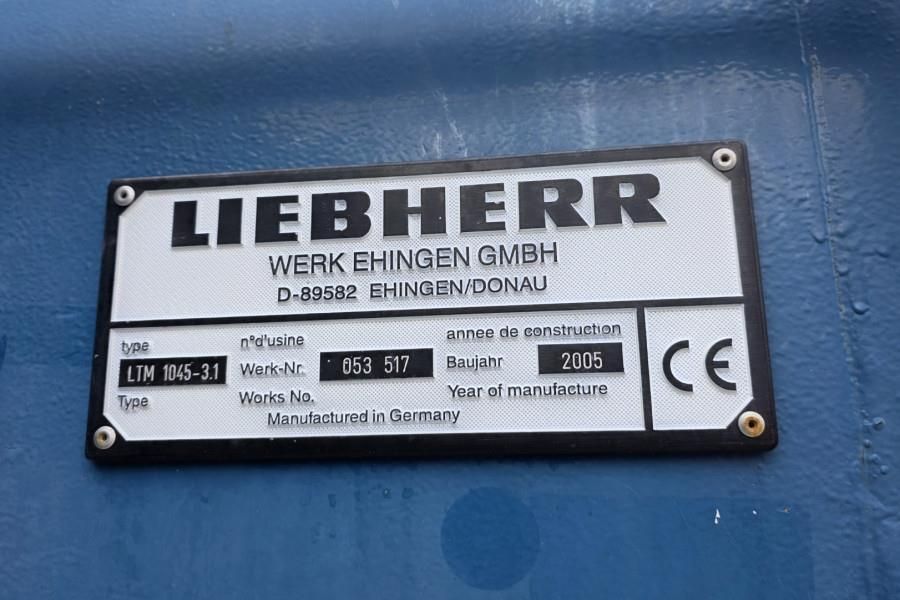 LIEBHERR
WERK EHINGEN GMBH
D-89582 EHINGEN/DONAU
type
LTM 1045-3.1
Type
n°d'usine
Werk-Nr. 053 517
Works No.
annee de construction
Baujahr 2005
Year of manufacture
Manufactured in Germany
CE